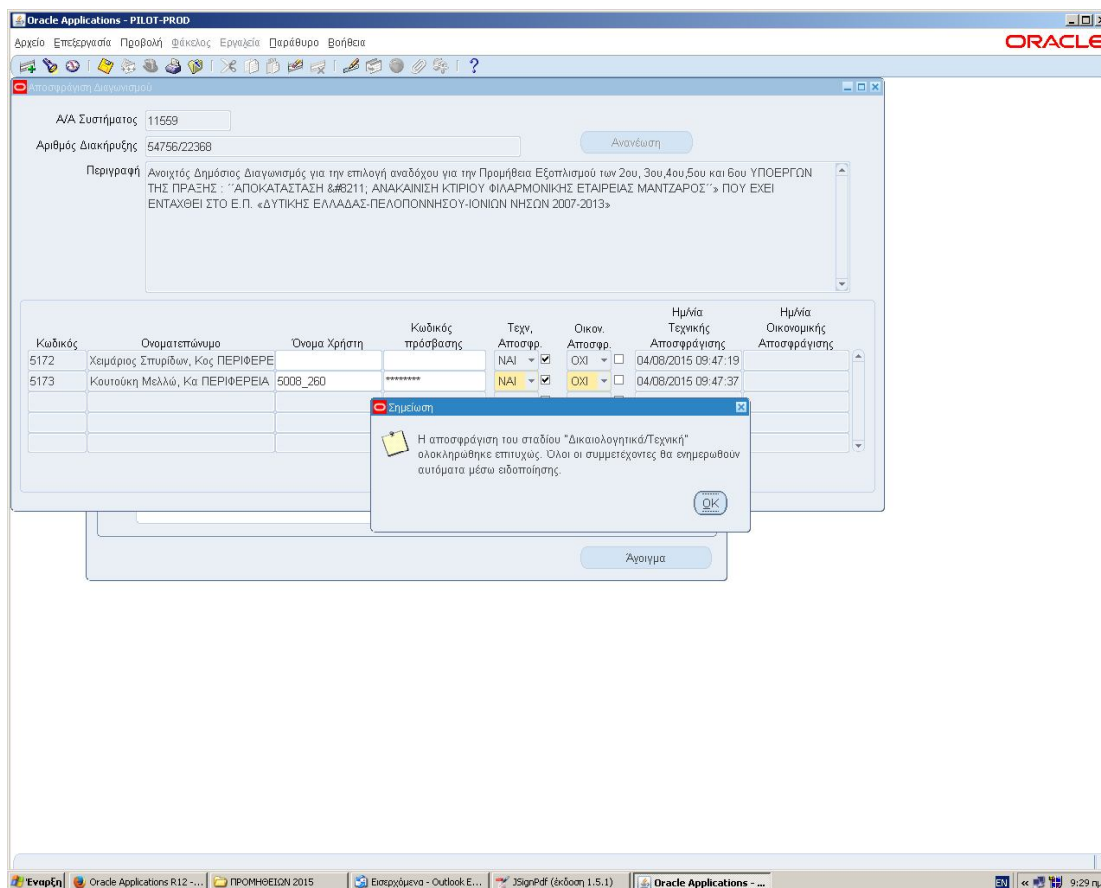 Oracle Applications - PILOT-PROD
Αρχείο Επεξεργασία Προβολή Φάκελος Εργαλεία Παράθυρο Βοήθεια
ORACLE
Αποσφράγιση Διαγωνισμού
Α/Α Συστήματος 11559
Αριθμός Διακήρυξης 54756/22368
Ανανέωση
Περιγραφή Ανοιχτός Δημόσιος Διαγωνισμός για την επιλογή αναδόχου για την Προμήθεια Εξοπλισμού των 2ου, 3ου,4ου,5ου και 6ου ΥΠΟΕΡΓΩΝ
ΤΗΣ ΠΡΑΞΗΣ : ΄΄ΑΠΟΚΑΤΑΣΤΑΣΗ &#8211; ΑΝΑΚΑΙΝΙΣΗ ΚΤΙΡΙΟΥ ΦΙΛΑΡΜΟΝΙΚΗΣ ΕΤΑΙΡΕΙΑΣ ΜΑΝΤΖΑΡΟΣ΄΄» ΠΟΥ ΕΧΕΙ
ΕΝΤΑΧΘΕΙ ΣΤΟ Ε.Π. «ΔΥΤΙΚΗΣ ΕΛΛΑΔΑΣ-ΠΕΛΟΠΟΝΝΗΣΟΥ-ΙΟΝΙΩΝ ΝΗΣΩΝ 2007-2013»
Κωδικός Ονοματεπώνυμο Όνομα Χρήστη Κωδικός πρόσβασης Τεχν, Αποσφρ. Οικον. Αποσφρ. Ημ/νία Τεχνικής Αποσφράγισης Ημ/νία Οικονομικής Αποσφράγισης
5172 Χειμάριος Σπυρίδων, Κος ΠΕΡΙΦΕΡΕ ΝΑΙ ΟΧΙ 04/08/2015 09:47:19
5173 Κουτούκη Μελλώ, Κα ΠΕΡΙΦΕΡΕΙΑ 5008_260 ******** ΝΑΙ ΟΧΙ 04/08/2015 09:47:37
Σημείωση
Η αποσφράγιση του σταδίου "Δικαιολογητικά/Τεχνική"
ολοκληρώθηκε επιτυχώς. Όλοι οι συμμετέχοντες θα ενημερωθούν
αυτόματα μέσω ειδοποίησης.
OK
Άνοιγμα
Έναρξη Oracle Applications R12 -... ΠΡΟΜΗΘΕΙΩΝ 2015 Εισερχόμενα - Outlook E... JSignPdf (έκδοση 1.5.1) Oracle Applications - ... EN « 9:29 πμ